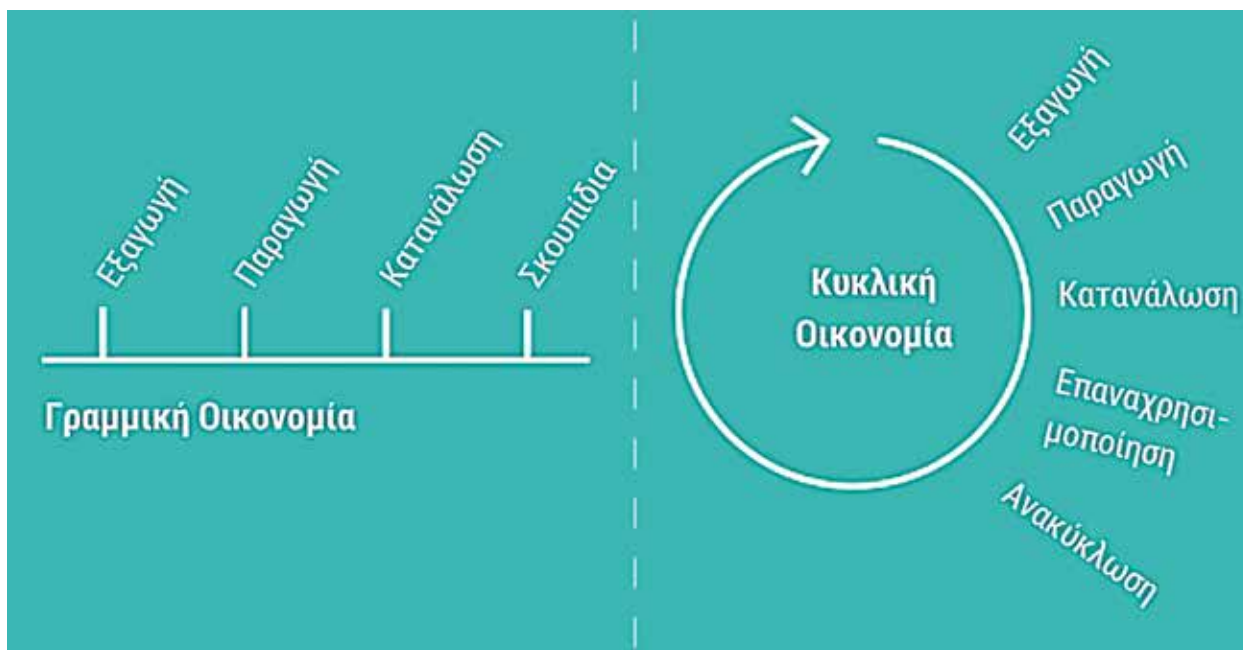 Εξαγωγή
Παραγωγή
Κατανάλωση
Σκουπίδια
Γραμμική Οικονομία
Κυκλική
Οικονομία
Εξαγωγή
Παραγωγή
Κατανάλωση
Επαναχρησι-
μοποίηση
Ανακύκλωση